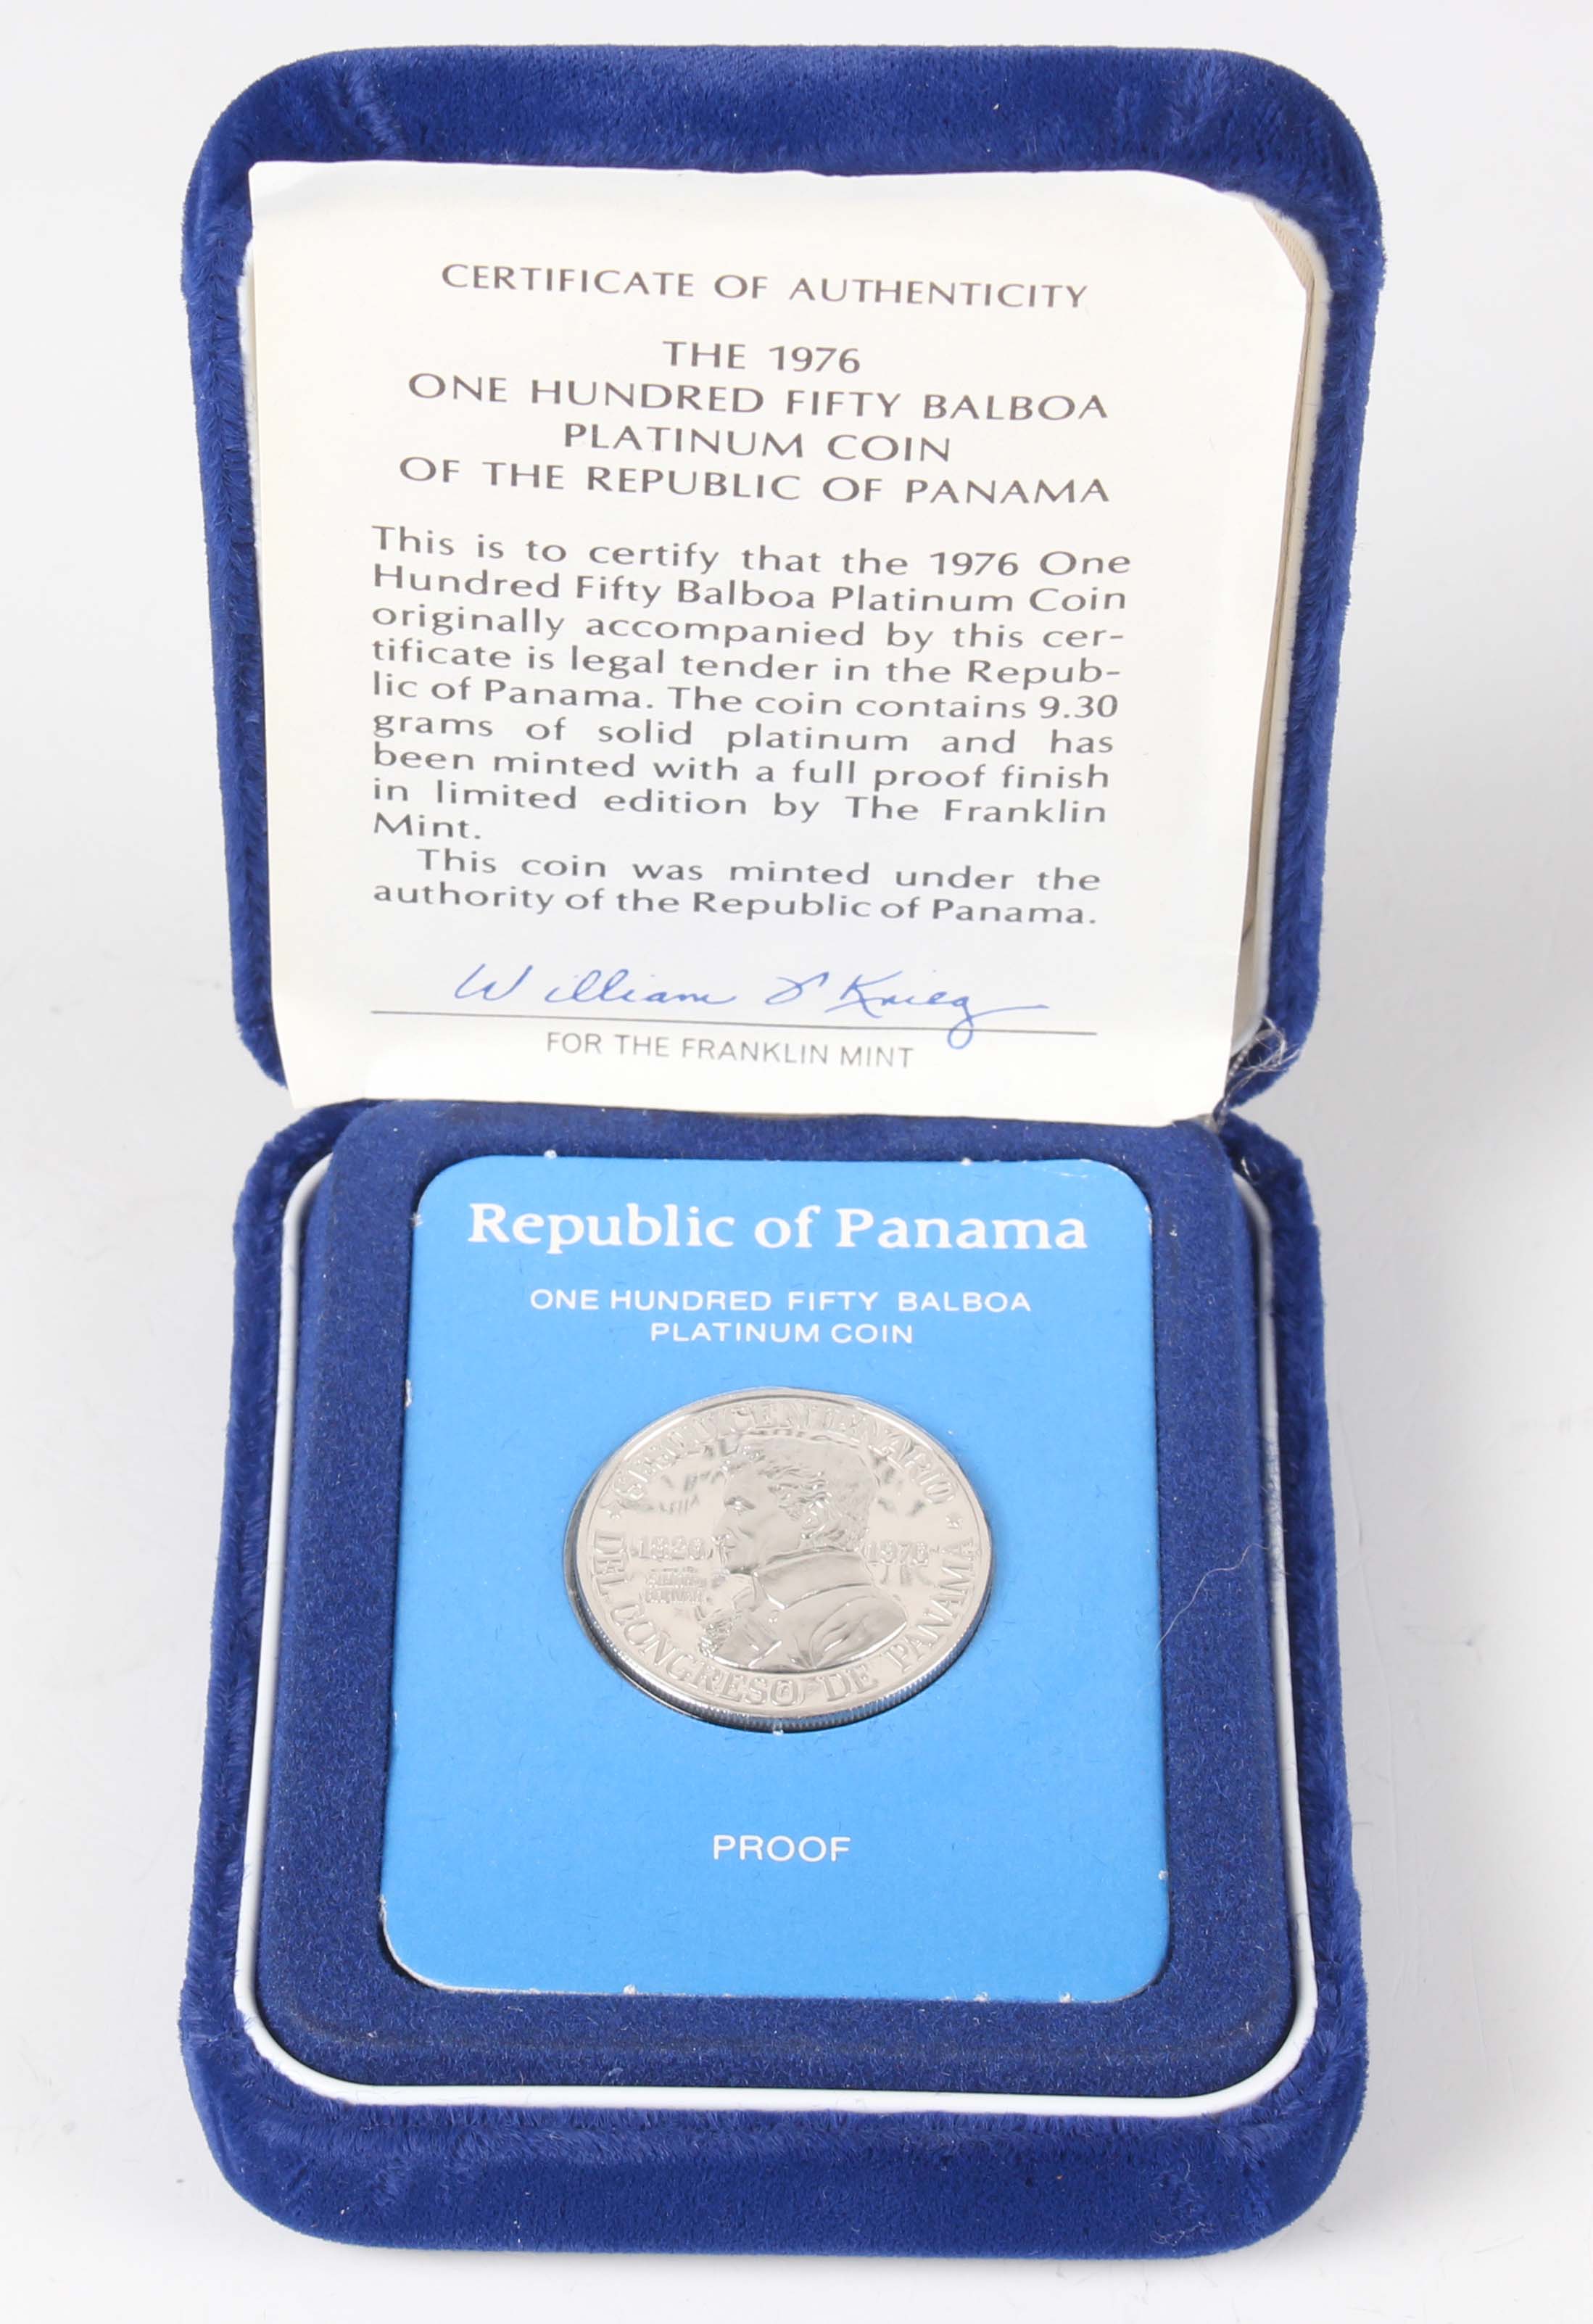 CERTIFICATE OF AUTHENTICITY
THE 1976
ONE HUNDRED FIFTY BALBOA
PLATINUM COIN
OF THE REPUBLIC OF PANAMA
This is to certify that the 1976 One
Hundred Fifty Balboa Platinum Coin
originally accompanied by this cer-
tificate is legal tender in the Repub-
lic of Panama. The coin contains 9.30
grams of solid platinum and has
been minted with a full proof finish
in limited edition by The Franklin
Mint.
This coin was minted under the
authority of the Republic of Panama.
William
FOR THE FRANKLIN MINT
Republic of Panama
ONE HUNDRED FIFTY BALBOA
PLATINUM COIN
SESQUICENTENARIO
1826 1976
DEL CONGRESO DE PANAMA
PROOF